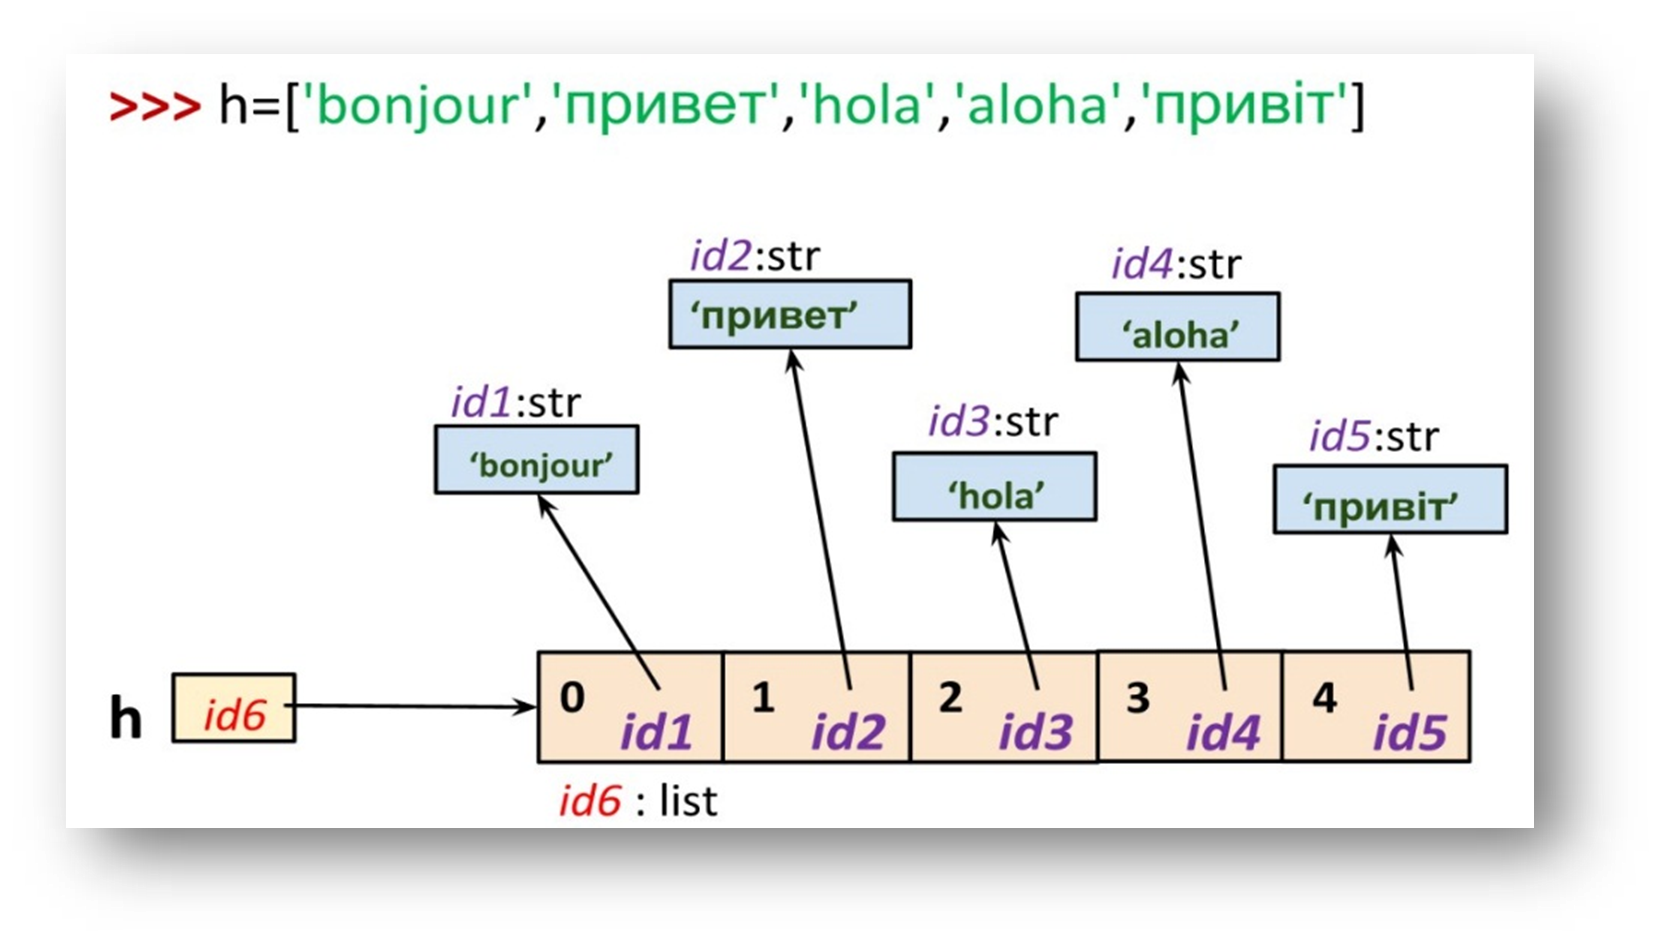 >>> h=['bonjour','привет','hola','aloha','привіт']
id2:str
id4:str
‘привет’
‘aloha’
id1:str
id3:str
id5:str
‘bonjour’
‘hola’
‘привіт’
h id6 0 id1 1 id2 2 id3 3 id4 4 id5
id6 : list